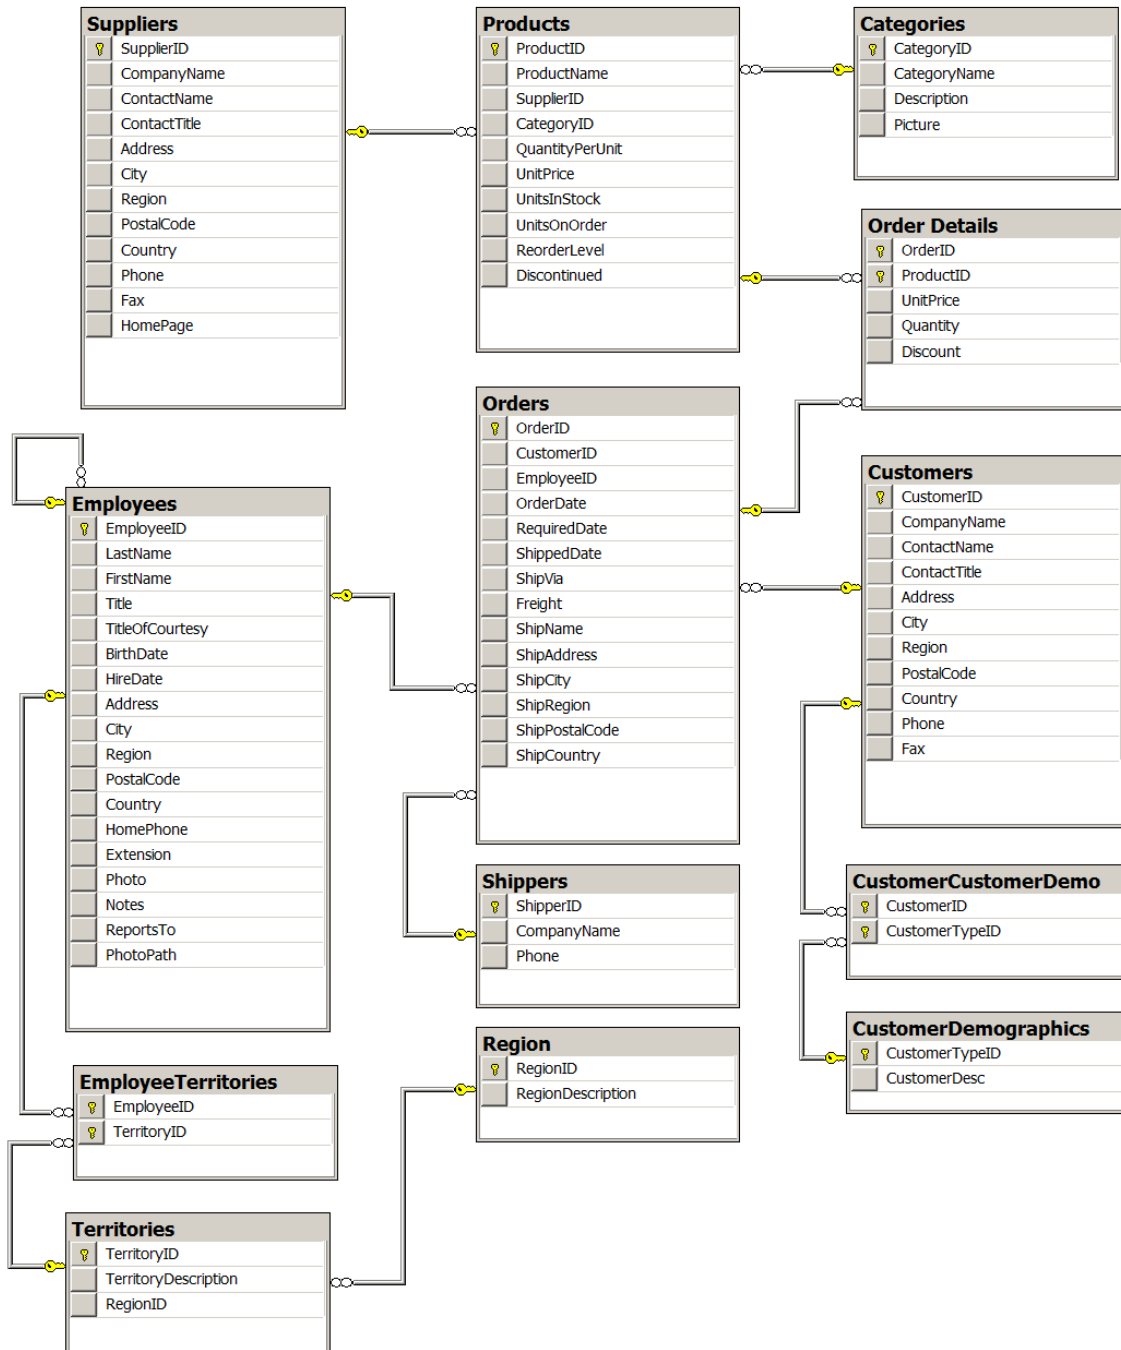 Suppliers
SupplierID
CompanyName
ContactName
ContactTitle
Address
City
Region
PostalCode
Country
Phone
Fax
HomePage
Products
ProductID
ProductName
SupplierID
CategoryID
QuantityPerUnit
UnitPrice
UnitsInStock
UnitsOnOrder
ReorderLevel
Discontinued
Categories
CategoryID
CategoryName
Description
Picture
Order Details
OrderID
ProductID
UnitPrice
Quantity
Discount
Employees
EmployeeID
LastName
FirstName
Title
TitleOfCourtesy
BirthDate
HireDate
Address
City
Region
PostalCode
Country
HomePhone
Extension
Photo
Notes
ReportsTo
PhotoPath
Orders
OrderID
CustomerID
EmployeeID
OrderDate
RequiredDate
ShippedDate
ShipVia
Freight
ShipName
ShipAddress
ShipCity
ShipRegion
ShipPostalCode
ShipCountry
Customers
CustomerID
CompanyName
ContactName
ContactTitle
Address
City
Region
PostalCode
Country
Phone
Fax
Shippers
ShipperID
CompanyName
Phone
CustomerCustomerDemo
CustomerID
CustomerTypeID
CustomerDemographics
CustomerTypeID
CustomerDesc
Region
RegionID
RegionDescription
EmployeeTerritories
EmployeeID
TerritoryID
Territories
TerritoryID
TerritoryDescription
RegionID